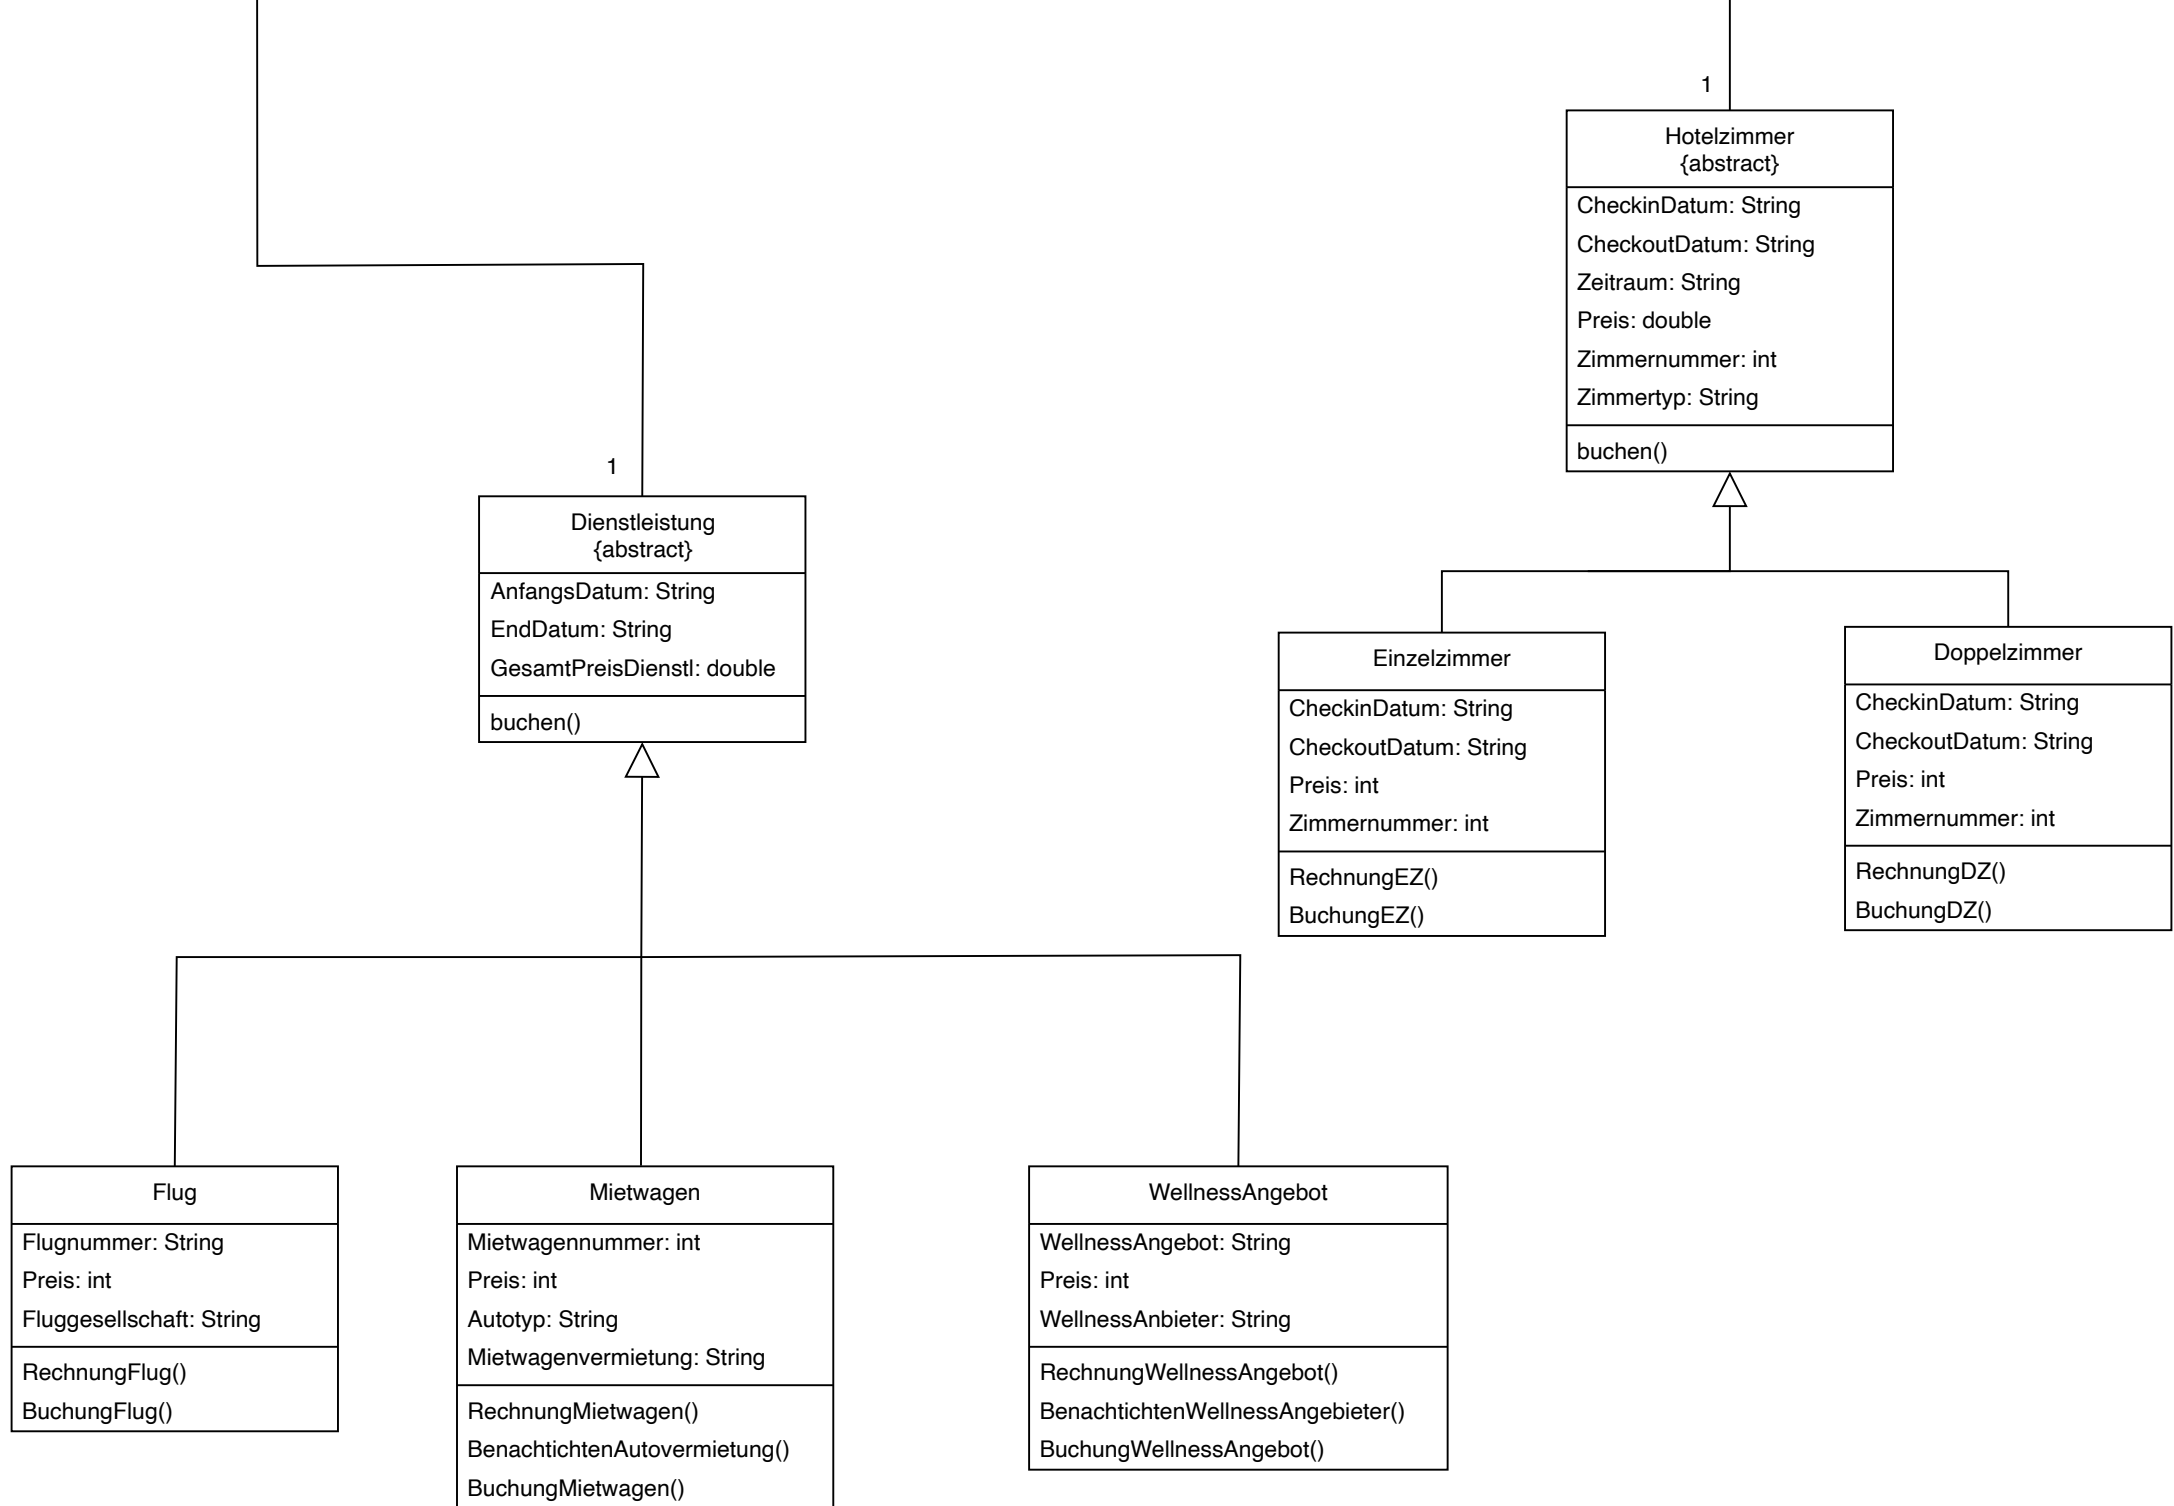 1
Hotelzimmer
{abstract}
CheckinDatum: String
CheckoutDatum: String
Zeitraum: String
Preis: double
Zimmernummer: int
Zimmertyp: String
buchen()
1
Dienstleistung
{abstract}
AnfangsDatum: String
EndDatum: String
GesamtPreisDienstl: double
buchen()
Einzelzimmer
CheckinDatum: String
CheckoutDatum: String
Preis: int
Zimmernummer: int
RechnungEZ()
BuchungEZ()
Doppelzimmer
CheckinDatum: String
CheckoutDatum: String
Preis: int
Zimmernummer: int
RechnungDZ()
BuchungDZ()
Flug
Flugnummer: String
Preis: int
Fluggesellschaft: String
RechnungFlug()
BuchungFlug()
Mietwagen
Mietwagennummer: int
Preis: int
Autotyp: String
Mietwagenvermietung: String
RechnungMietwagen()
BenachtichtenAutovermietung()
BuchungMietwagen()
WellnessAngebot
WellnessAngebot: String
Preis: int
WellnessAnbieter: String
RechnungWellnessAngebot()
BenachtichtenWellnessAngebieter()
BuchungWellnessAngebot()